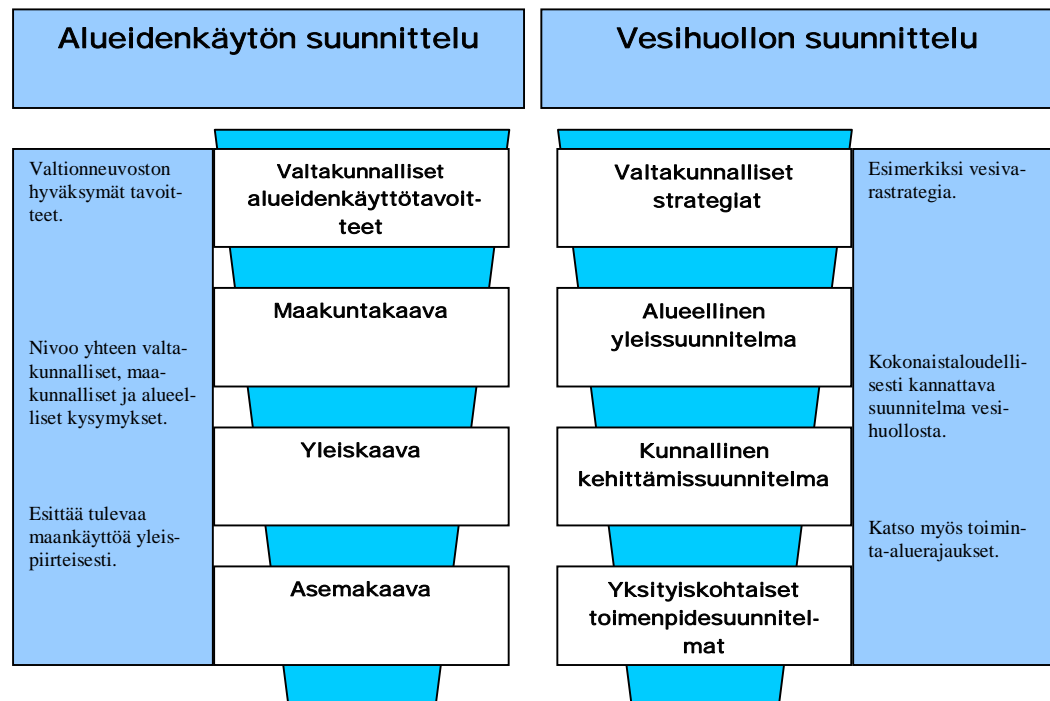 Alueidenkäytön suunnittelu
Vesihuollon suunnittelu
Valtionneuvoston
hyväksymät tavoit-
teet.
Valtakunnalliset
alueidenkäyttötavoit-
teet
Valtakunnalliset
strategiat
Esimerkiksi vesiva-
rastrategia.
Maakuntakaava
Alueellinen
yleissuunnitelma
Nivoo yhteen valta-
kunnalliset, maa-
kunnalliset ja alueel-
liset kysymykset.
Kokonaistaloudelli-
sesti kannattava
suunnitelma vesi-
huollosta.
Yleiskaava
Kunnallinen
kehittämissuunnitelma
Esittää tulevaa
maankäyttöä yleis-
piirteisesti.
Katso myös toimin-
ta-aluerajaukset.
Asemakaava
Yksityiskohtaiset
toimenpidesuunnitel-
mat